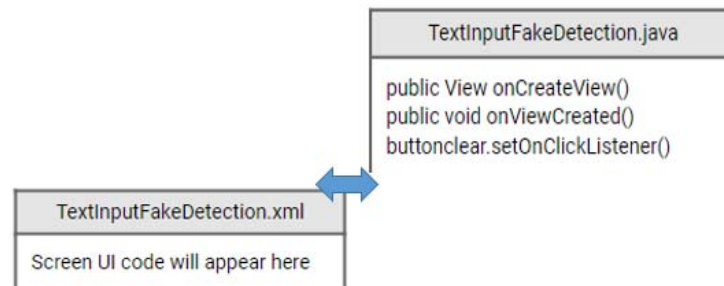 TextInputFakeDetection.java
public View onCreateView()
public void onViewCreated()
buttonclear.setOnClickListener()
TextInputFakeDetection.xml
Screen UI code will appear here